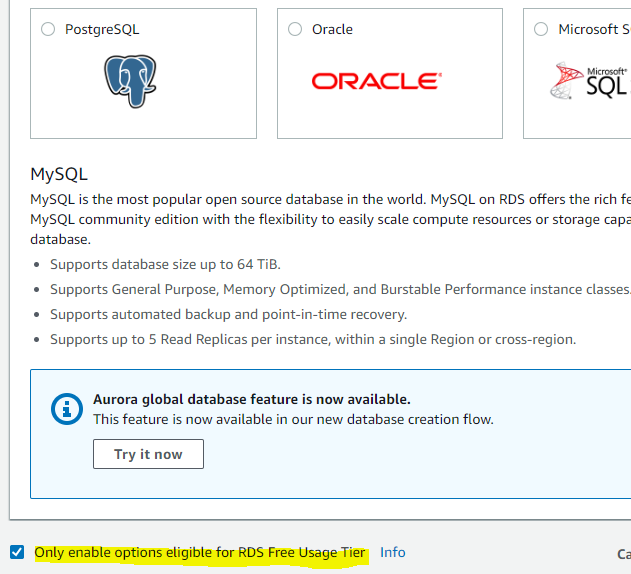 PostgreSQL
Oracle
Microsoft S
ORACLE
Microsoft
SQL
MySQL
MySQL is the most popular open source database in the world. MySQL on RDS offers the rich fe
MySQL community edition with the flexibility to easily scale compute resources or storage capa
database.
Supports database size up to 64 TiB.
Supports General Purpose, Memory Optimized, and Burstable Performance instance classes.
Supports automated backup and point-in-time recovery.
Supports up to 5 Read Replicas per instance, within a single Region or cross-region.
Aurora global database feature is now available.
This feature is now available in our new database creation flow.
Try it now
Only enable options eligible for RDS Free Usage Tier Info
Ca